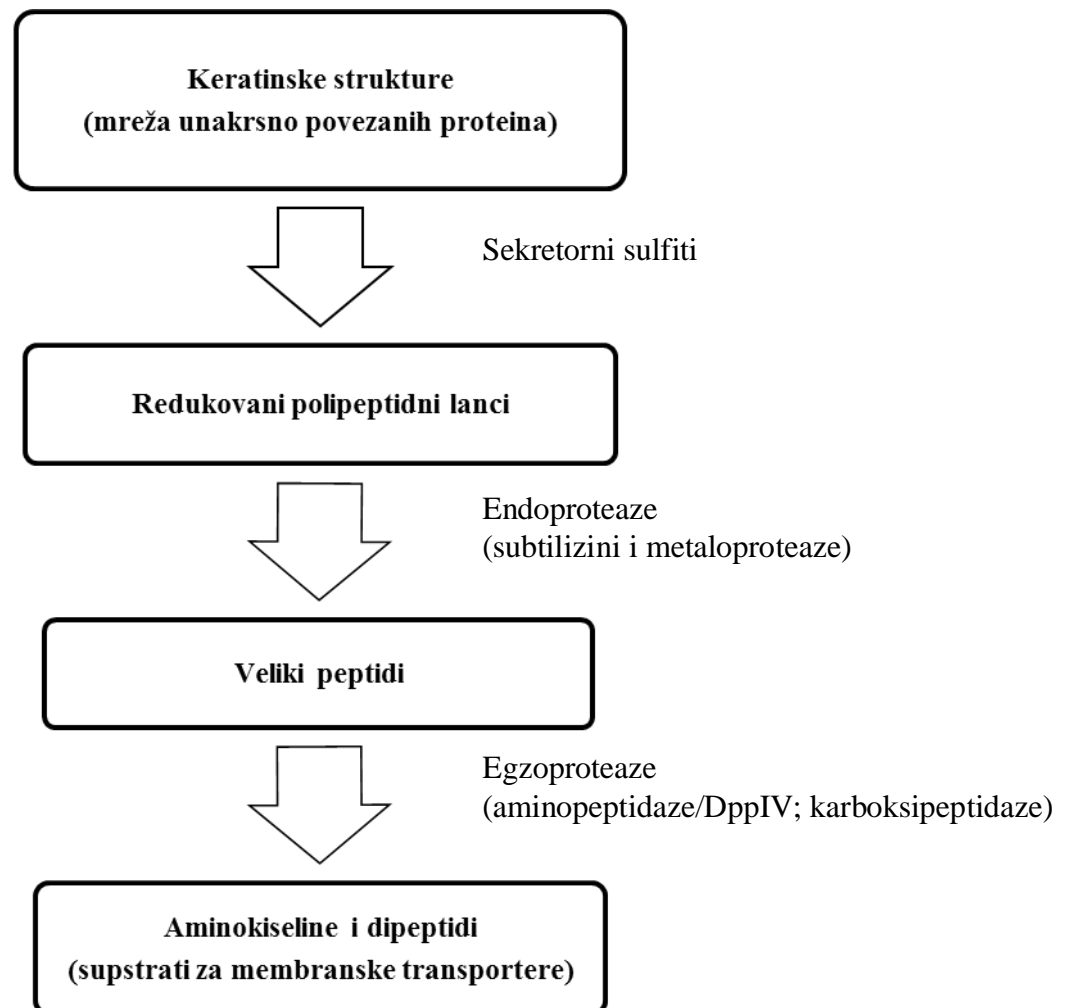 Keratinske strukture
(mreža unakrsno povezanih proteina)
Sekretorni sulfiti
Redukovani polipeptidni lanci
Endoproteaze
(subtilizini i metaloproteaze)
Veliki peptidi
Egzoproteaze
(aminopeptidaze/DppIV; karboksipeptidaze)
Aminokiseline i dipeptidi
(supstrati za membranske transportere)